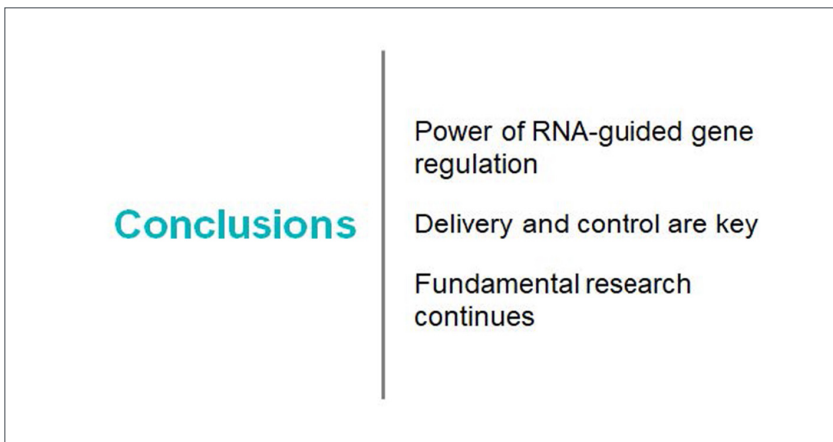 Conclusions
Power of RNA-guided gene
regulation
Delivery and control are key
Fundamental research
continues